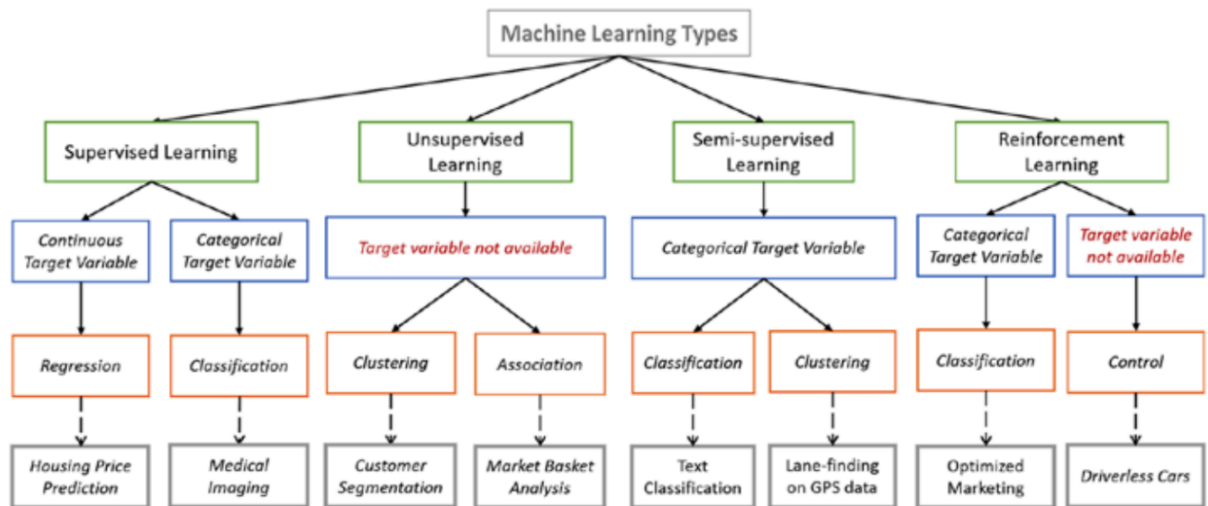 Machine Learning Types
Supervised Learning
Unsupervised
Learning
Semi-supervised
Learning
Reinforcement
Learning
Continuous
Target Variable
Categorical
Target Variable
Target variable not available
Categorical Target Variable
Categorical
Target Variable
Target variable
not available
Regression
Classification
Clustering
Association
Classification
Clustering
Classification
Control
Housing Price
Prediction
Medical
Imaging
Customer
Segmentation
Market Basket
Analysis
Text
Classification
Lane-finding
on GPS data
Optimized
Marketing
Driverless Cars